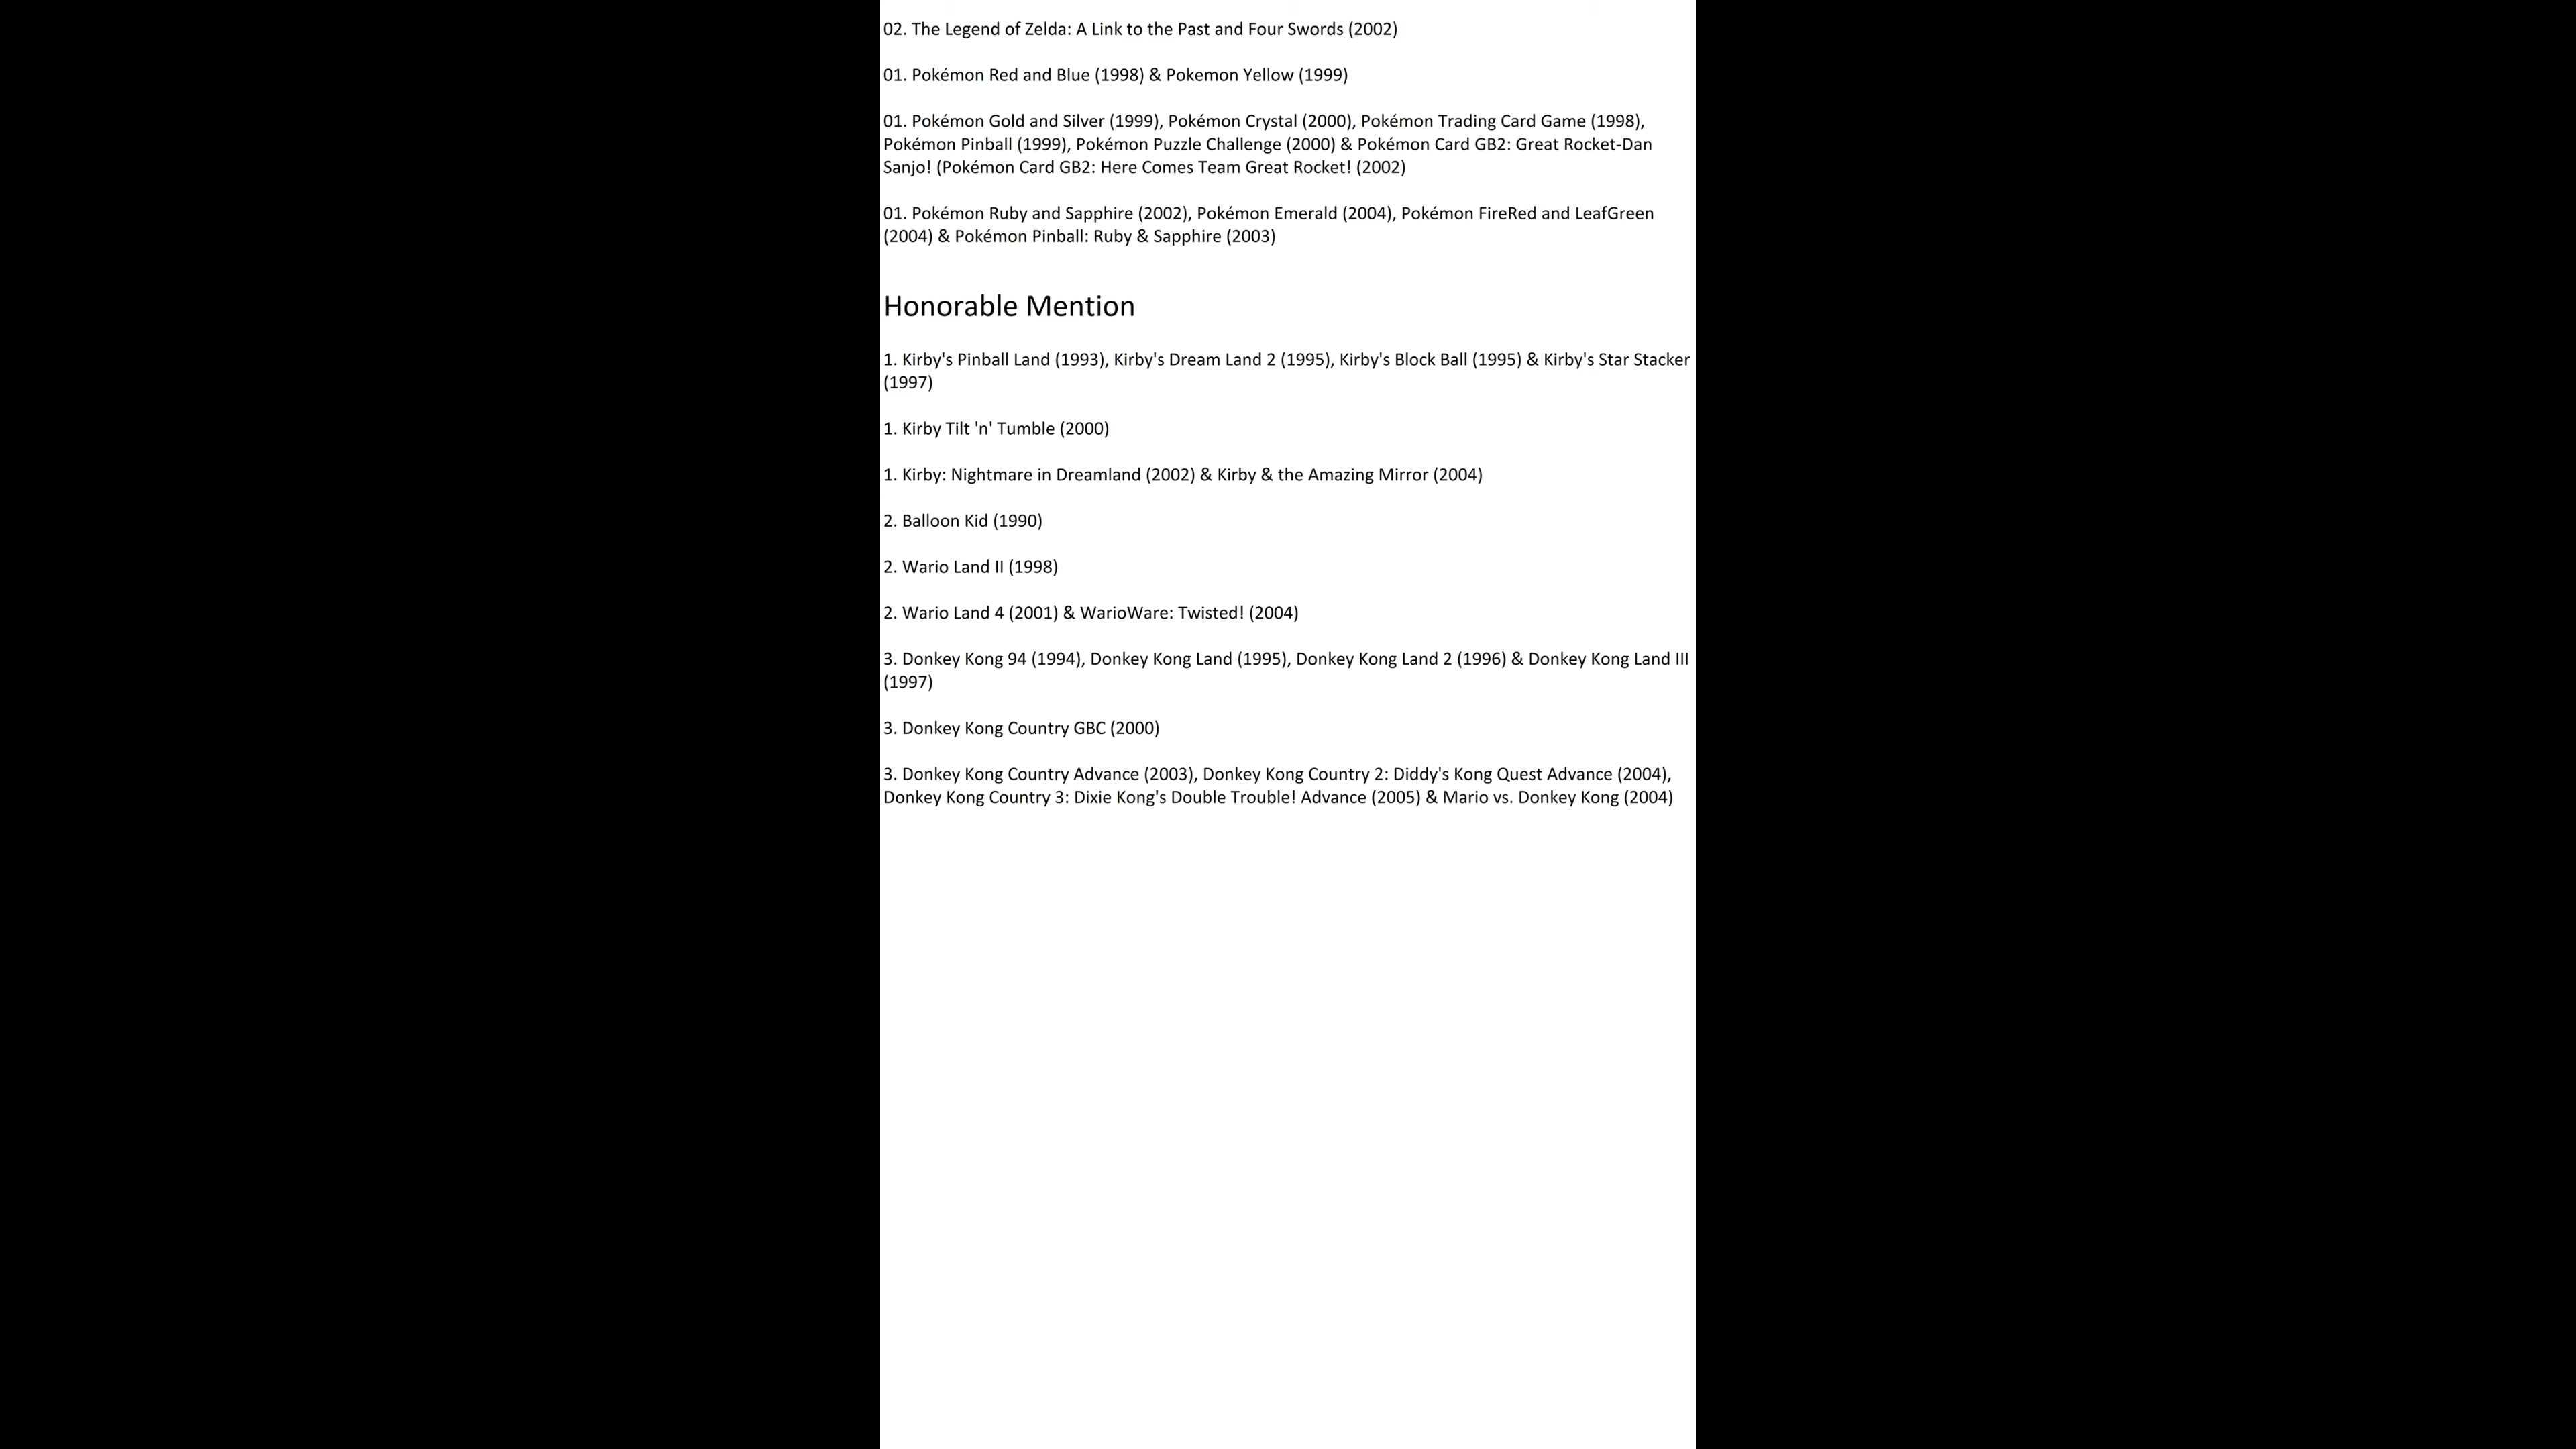 02. The Legend of Zelda: A Link to the Past and Four Swords (2002)
01. Pokémon Red and Blue (1998) & Pokemon Yellow (1999)
01. Pokémon Gold and Silver (1999), Pokémon Crystal (2000), Pokémon Trading Card Game (1998),
Pokémon Pinball (1999), Pokémon Puzzle Challenge (2000) & Pokémon Card GB2: Great Rocket-Dan
Sanjo! (Pokémon Card GB2: Here Comes Team Great Rocket! (2002)
01. Pokémon Ruby and Sapphire (2002), Pokémon Emerald (2004), Pokémon FireRed and LeafGreen
(2004) & Pokémon Pinball: Ruby & Sapphire (2003)
Honorable Mention
1. Kirby's Pinball Land (1993), Kirby's Dream Land 2 (1995), Kirby's Block Ball (1995) & Kirby's Star Stacker
(1997)
1. Kirby Tilt 'n' Tumble (2000)
1. Kirby: Nightmare in Dreamland (2002) & Kirby & the Amazing Mirror (2004)
2. Balloon Kid (1990)
2. Wario Land II (1998)
2. Wario Land 4 (2001) & WarioWare: Twisted! (2004)
3. Donkey Kong 94 (1994), Donkey Kong Land (1995), Donkey Kong Land 2 (1996) & Donkey Kong Land III
(1997)
3. Donkey Kong Country GBC (2000)
3. Donkey Kong Country Advance (2003), Donkey Kong Country 2: Diddy's Kong Quest Advance (2004),
Donkey Kong Country 3: Dixie Kong's Double Trouble! Advance (2005) & Mario vs. Donkey Kong (2004)